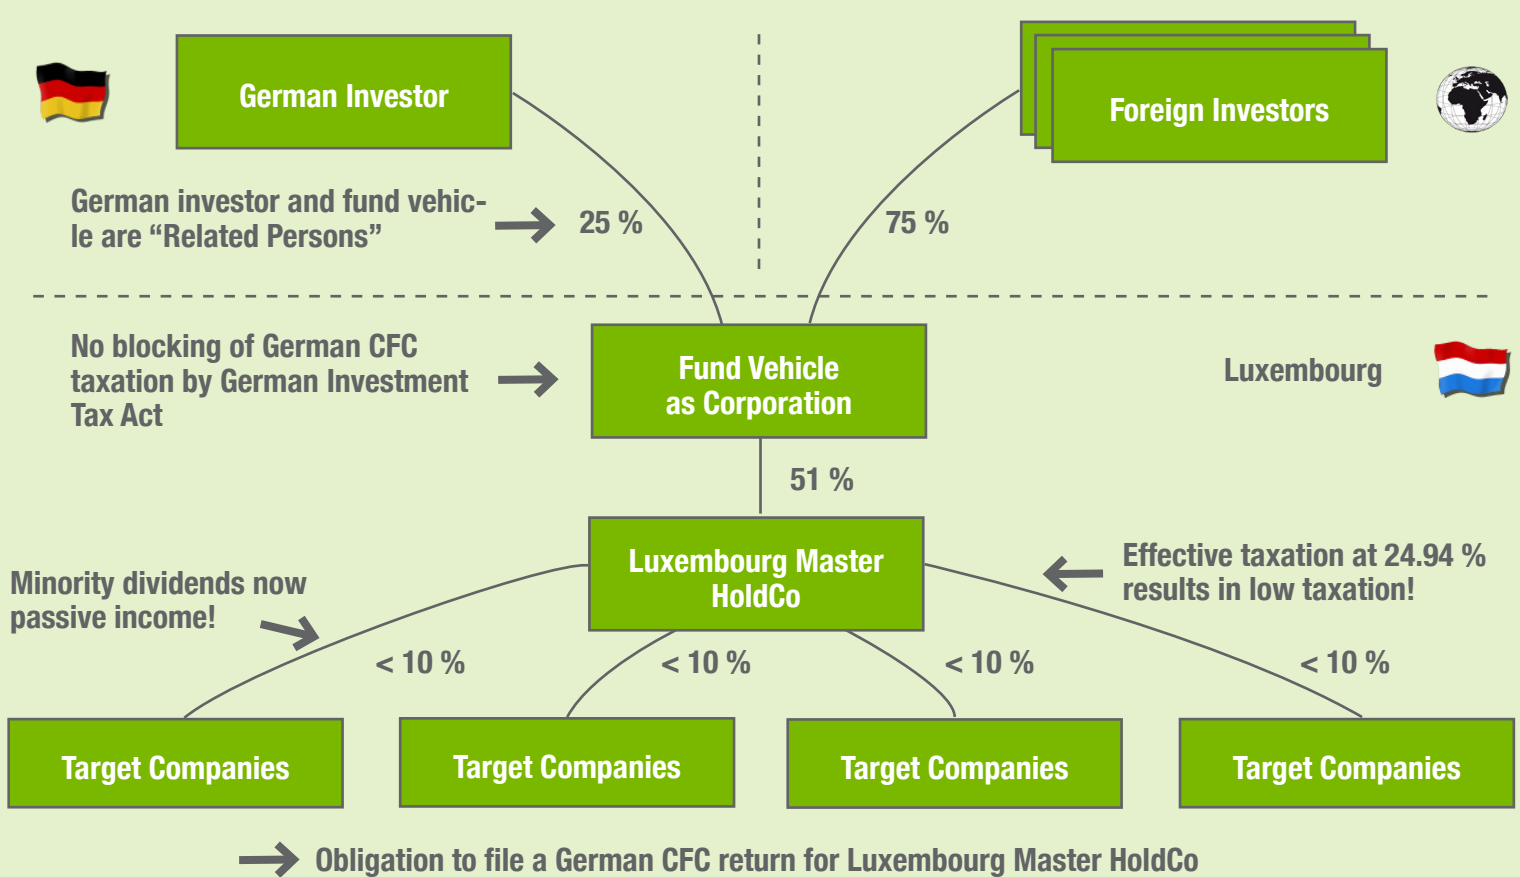 German Investor
Foreign Investors
German investor and fund vehic-
le are “Related Persons”
25 %
75 %
No blocking of German CFC
taxation by German Investment
Tax Act
Fund Vehicle
as Corporation
Luxembourg
51 %
Luxembourg Master
HoldCo
Effective taxation at 24.94 %
results in low taxation!
Minority dividends now
passive income!
< 10 %
< 10 %
< 10 %
< 10 %
Target Companies
Target Companies
Target Companies
Target Companies
Obligation to file a German CFC return for Luxembourg Master HoldCo